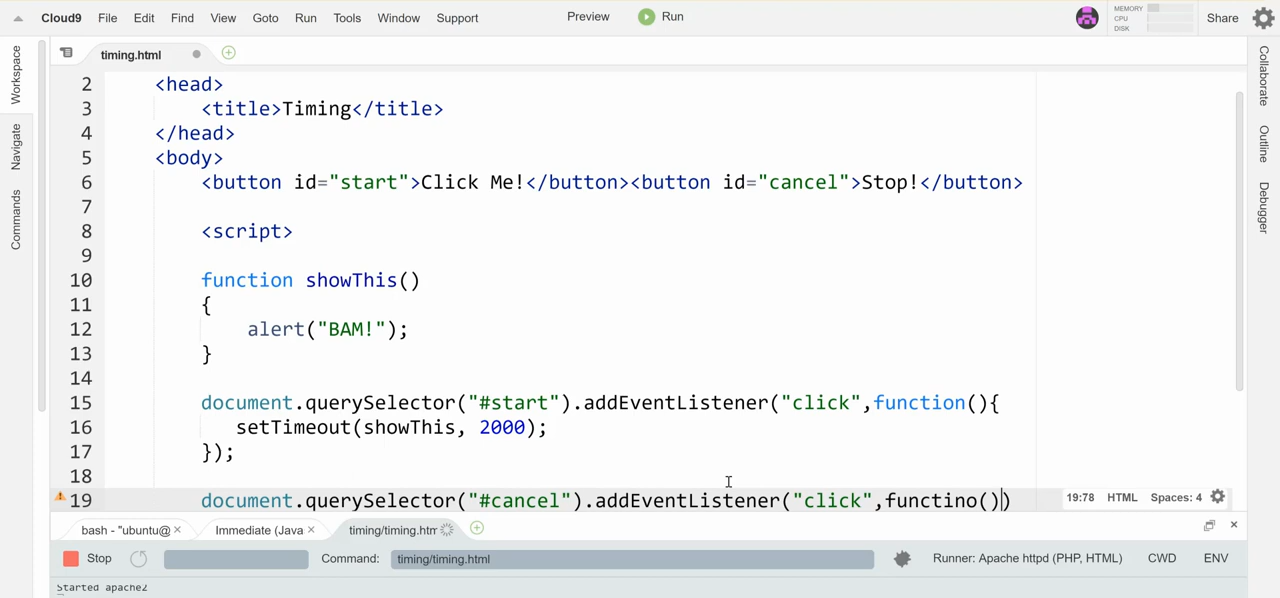 Cloud9 File Edit Find View Goto Run Tools Window Support Preview Run MEMORY CPU DISK Share
timing.html
Workspace
Navigate
Commands
2 <head>
3 <title>Timing</title>
4 </head>
5 <body>
6 <button id="start">Click Me!</button><button id="cancel">Stop!</button>
7
8 <script>
9
10 function showThis()
11 {
12 alert("BAM!");
13 }
14
15 document.querySelector("#start").addEventListener("click",function(){
16 setTimeout(showThis, 2000);
17 });
18
19 document.querySelector("#cancel").addEventListener("click",functino())
19:78 HTML Spaces: 4
Collaborate
Outline
Debugger
bash - "ubuntu@ Immediate (Java timing/timing.htm
Stop Command: timing/timing.html Runner: Apache httpd (PHP, HTML) CWD ENV
Started apache2